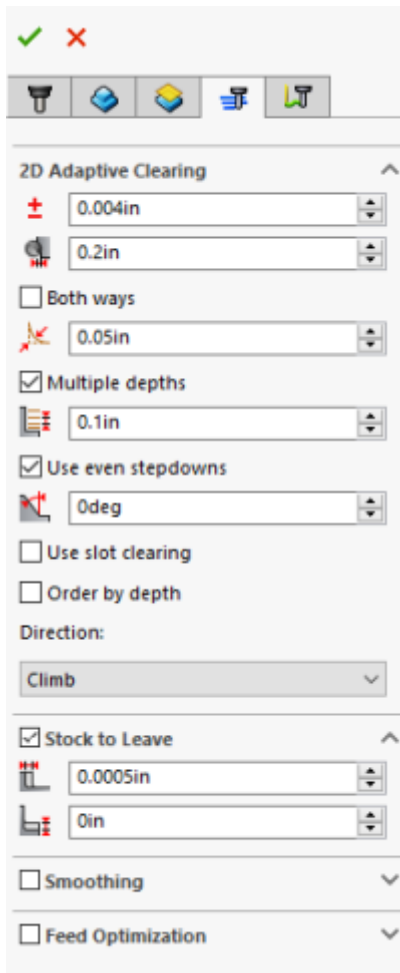 2D Adaptive Clearing
0.004in
0.2in
Both ways
0.05in
Multiple depths
0.1in
Use even stepdowns
0deg
Use slot clearing
Order by depth
Direction:
Climb
Stock to Leave
0.0005in
0in
Smoothing
Feed Optimization